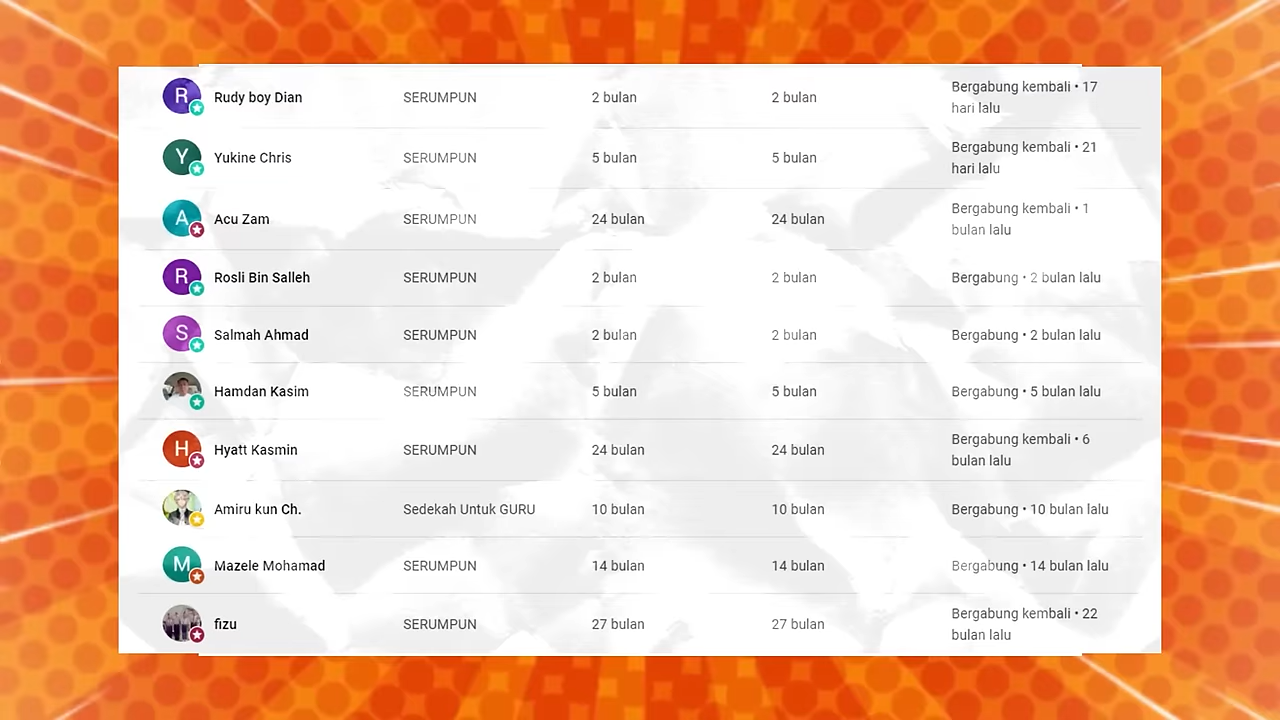 R Rudy boy Dian SERUMPUN 2 bulan 2 bulan Bergabung kembali • 17
hari lalu
Y Yukine Chris SERUMPUN 5 bulan 5 bulan Bergabung kembali • 21
hari lalu
A Acu Zam SERUMPUN 24 bulan 24 bulan Bergabung kembali • 1
bulan lalu
R Rosli Bin Salleh SERUMPUN 2 bulan 2 bulan Bergabung • 2 bulan lalu
S Salmah Ahmad SERUMPUN 2 bulan 2 bulan Bergabung • 2 bulan lalu
Hamdan Kasim SERUMPUN 5 bulan 5 bulan Bergabung • 5 bulan lalu
H Hyatt Kasmin SERUMPUN 24 bulan 24 bulan Bergabung kembali • 6
bulan lalu
Amiru kun Ch. Sedekah Untuk GURU 10 bulan 10 bulan Bergabung • 10 bulan lalu
M Mazele Mohamad SERUMPUN 14 bulan 14 bulan Bergabung • 14 bulan lalu
fizu SERUMPUN 27 bulan 27 bulan Bergabung kembali • 22
bulan lalu